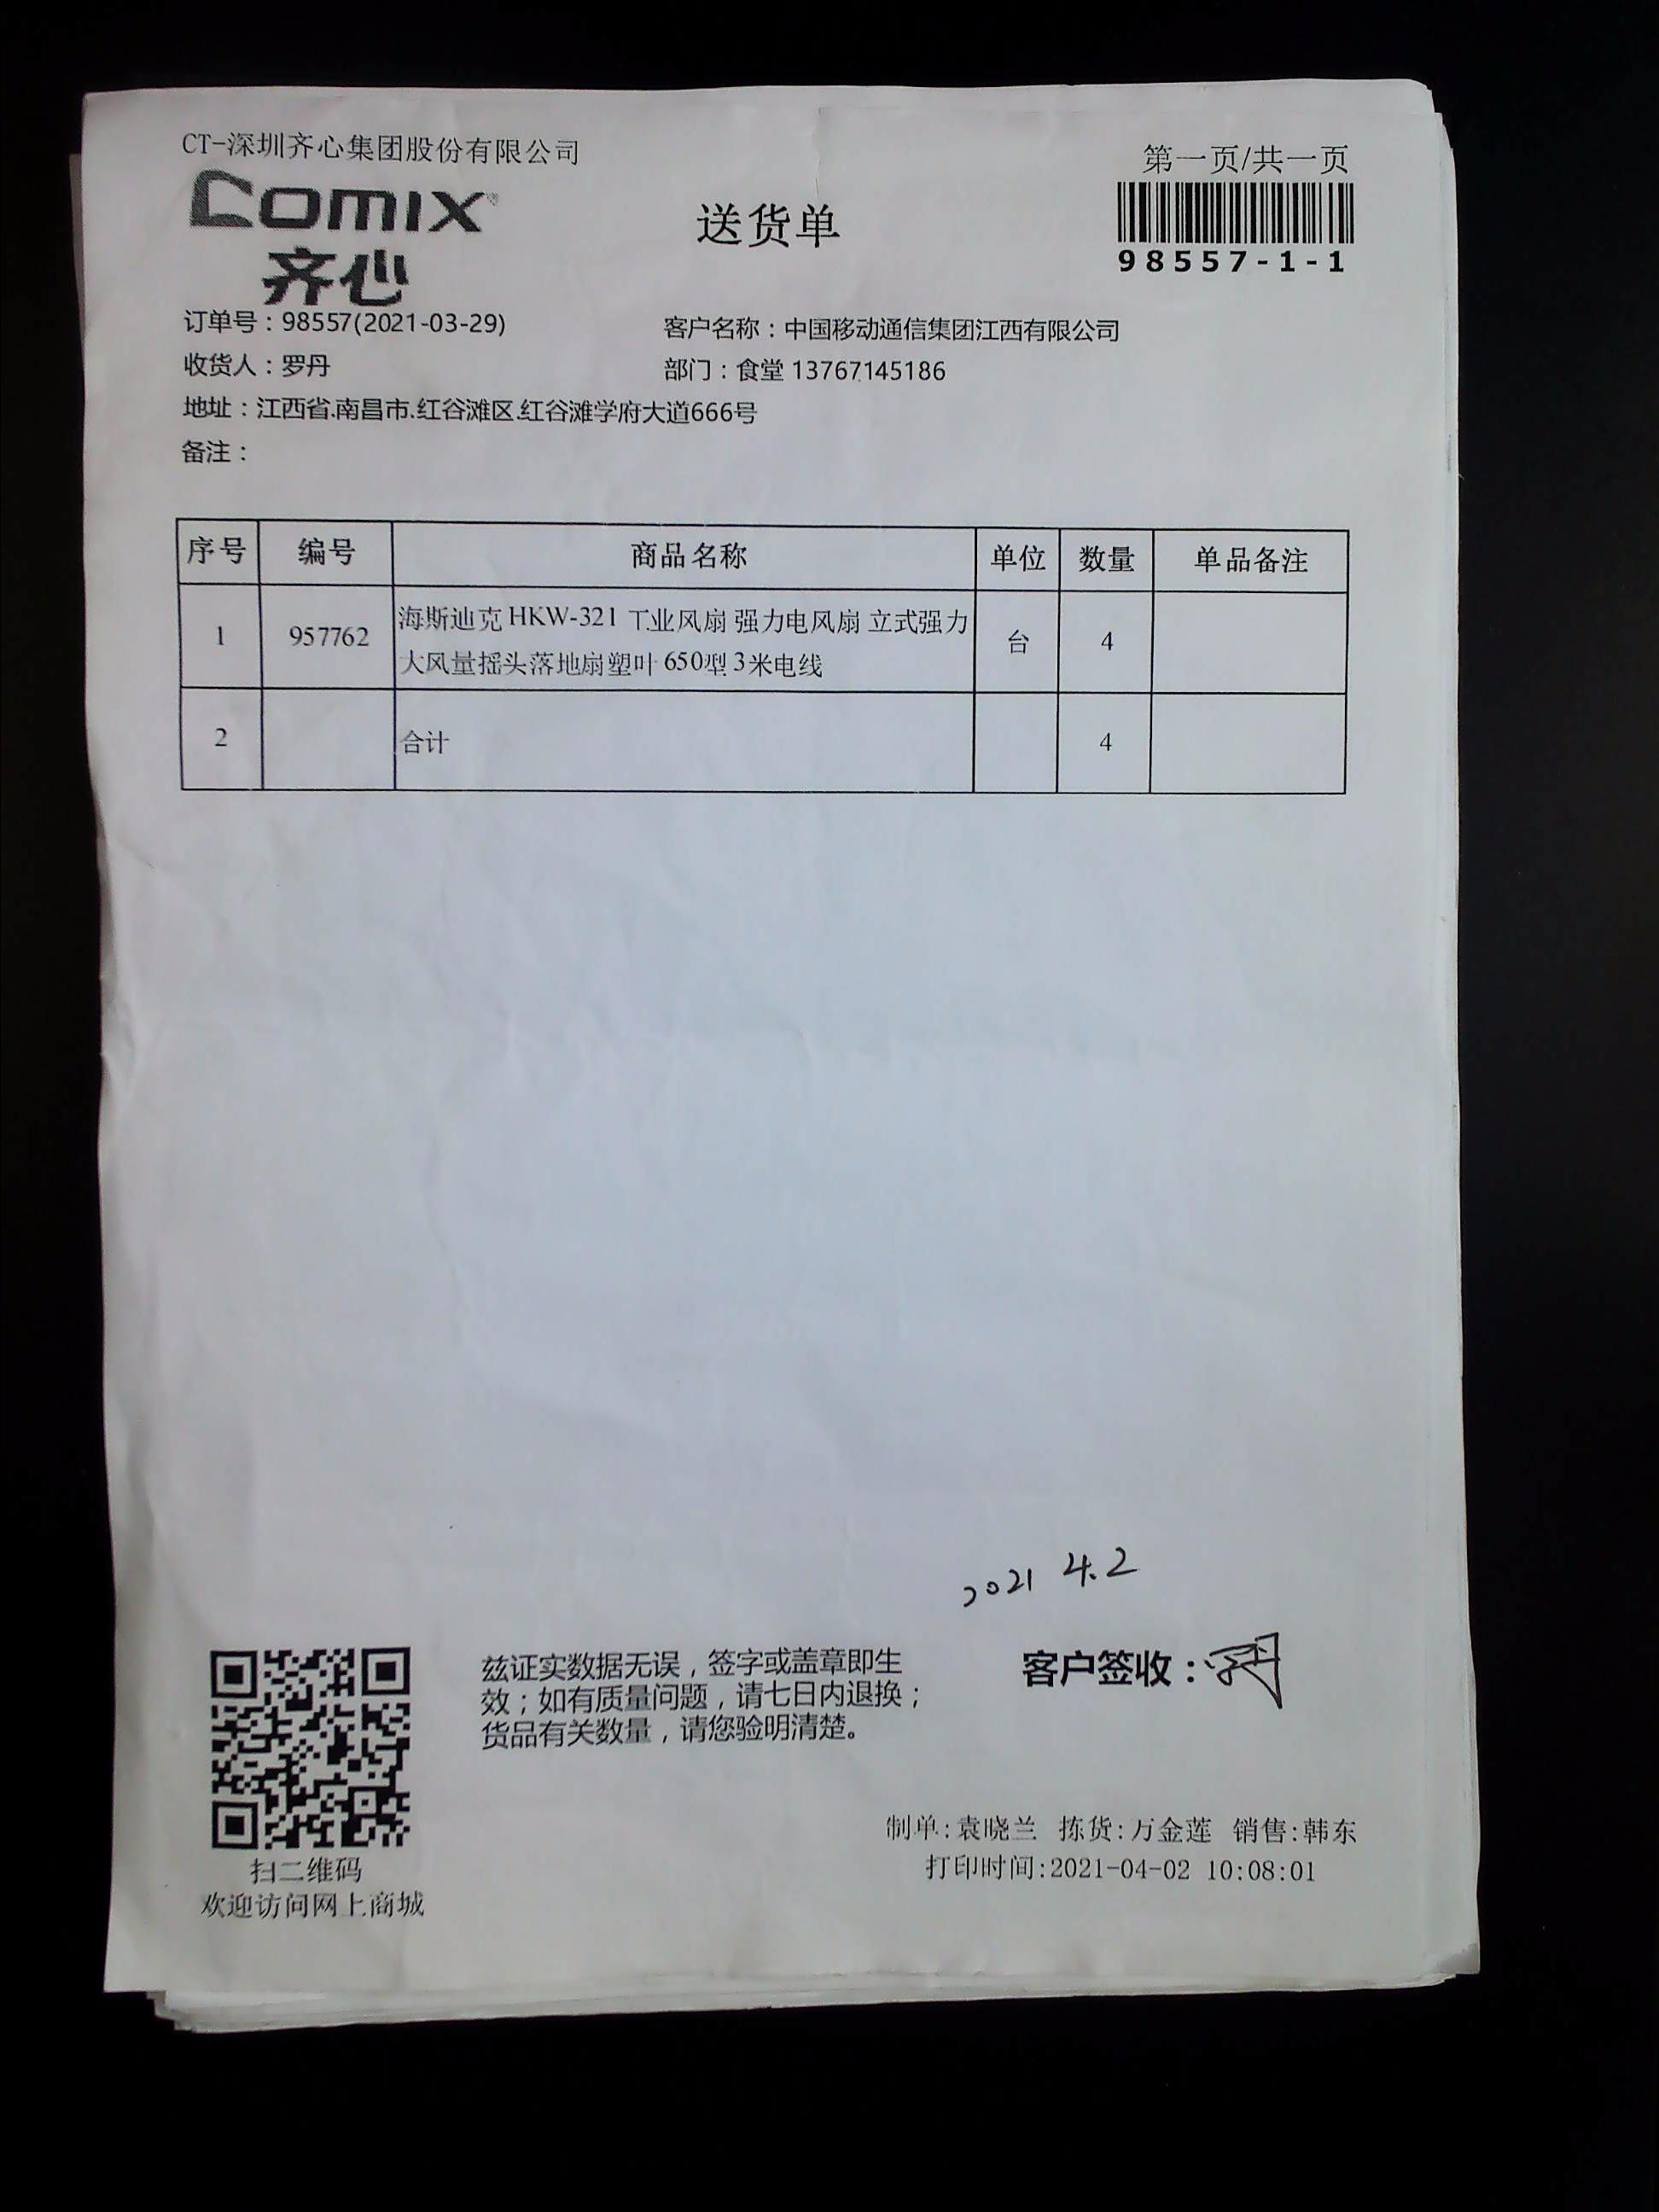 CT-深圳齐心集团股份有限公司
第一页/共一页
COMIX
齐心
送货单
98557-1-1
订单号：98557(2021-03-29)
客户名称：中国移动通信集团江西有限公司
收货人：罗丹
部门：食堂 13767145186
地址：江西省.南昌市.红谷滩区.红谷滩学府大道666号
备注：
序号 编号 商品名称 单位 数量 单品备注
1 957762 海斯迪克 HKW-321 工业风扇 强力电风扇 立式强力 台 4
大风量摇头落地扇塑叶 650型 3米电线
2 合计 4
2021 4.2
兹证实数据无误，签字或盖章即生
效；如有质量问题，请七日内退换；
货品有关数量，请您验明清楚。
客户签收：
制单:袁晓兰 拣货:万金莲 销售:韩东
打印时间:2021-04-02 10:08:01
扫二维码
欢迎访问网上商城